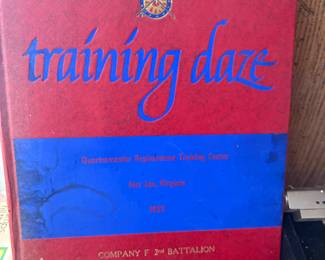 training daze
Quartermaster Replacement Training Center
Fort Lee, Virginia
COMPANY F 2nd BATTALION